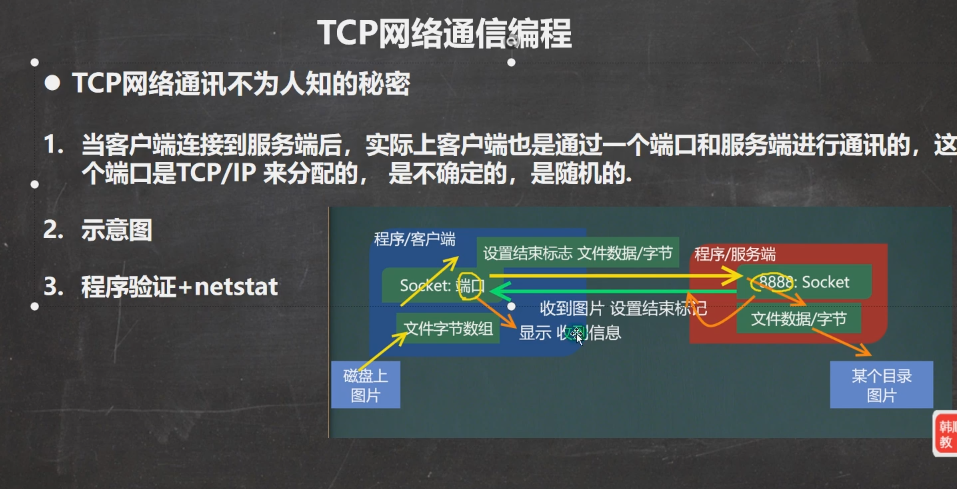 TCP网络通信编程
● TCP网络通讯不为人知的秘密
1. 当客户端连接到服务端后，实际上客户端也是通过一个端口和服务端进行通讯的，这
个端口是TCP/IP 来分配的， 是不确定的，是随机的.
2. 示意图
3. 程序验证+netstat
程序/客户端
设置结束标志 文件数据/字节
程序/服务端
Socket: 端口
8888: Socket
收到图片 设置结束标记
文件字节数组
文件数据/字节
显示 收 信息
磁盘上
图片
某个目录
图片
韩顺
教